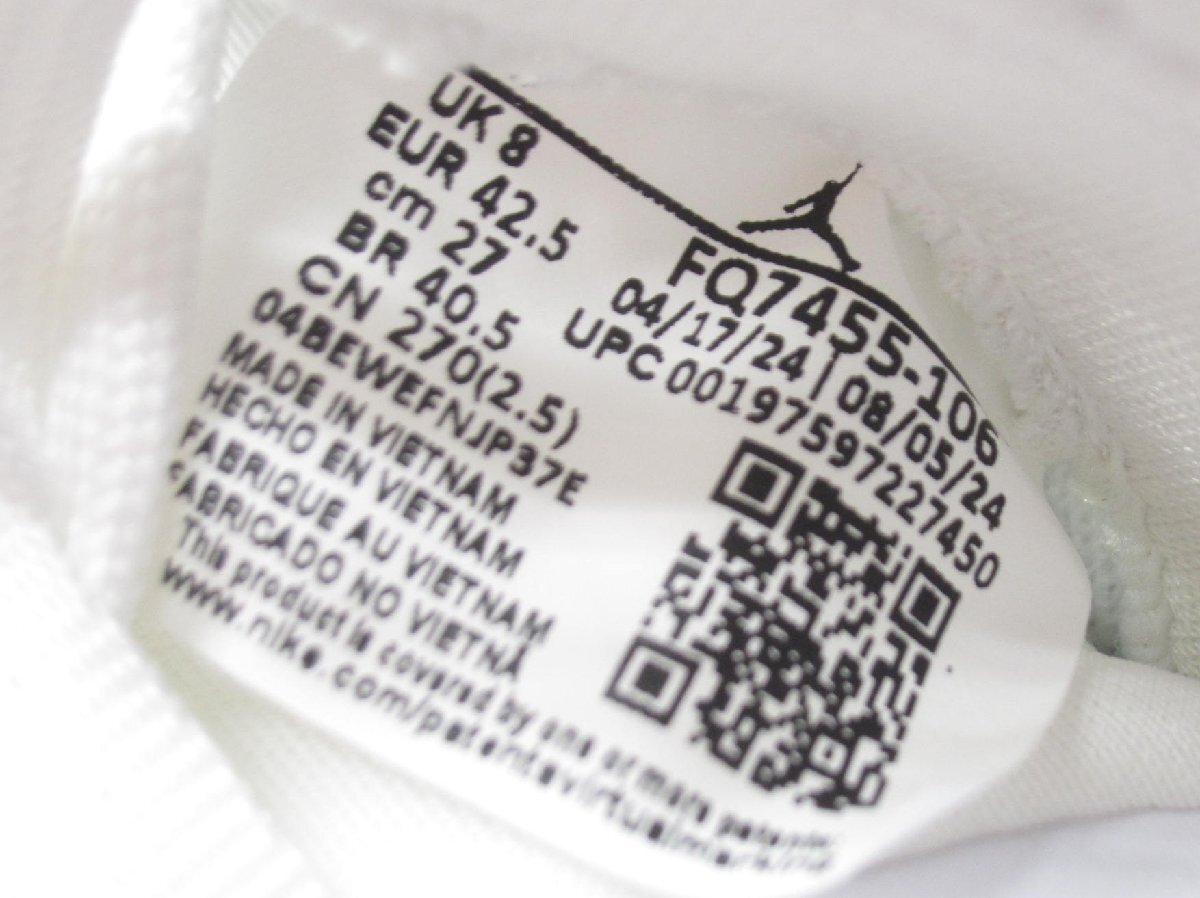 UK 8
EUR 42.5
cm 27
BR 40.5
CN 270(2.5)
04BEWEFNJP37E
MADE IN VIETNAM
HECHO EN VIETNAM
FABRIQUE AU VIETNAM
FABRICADO NO VIETNÃ
This product is covered by one or more patents:
www.nike.com/patentsvirtualmarking
FQ7455-106
04/17/24 | 08/05/24
UPC 00197597227450